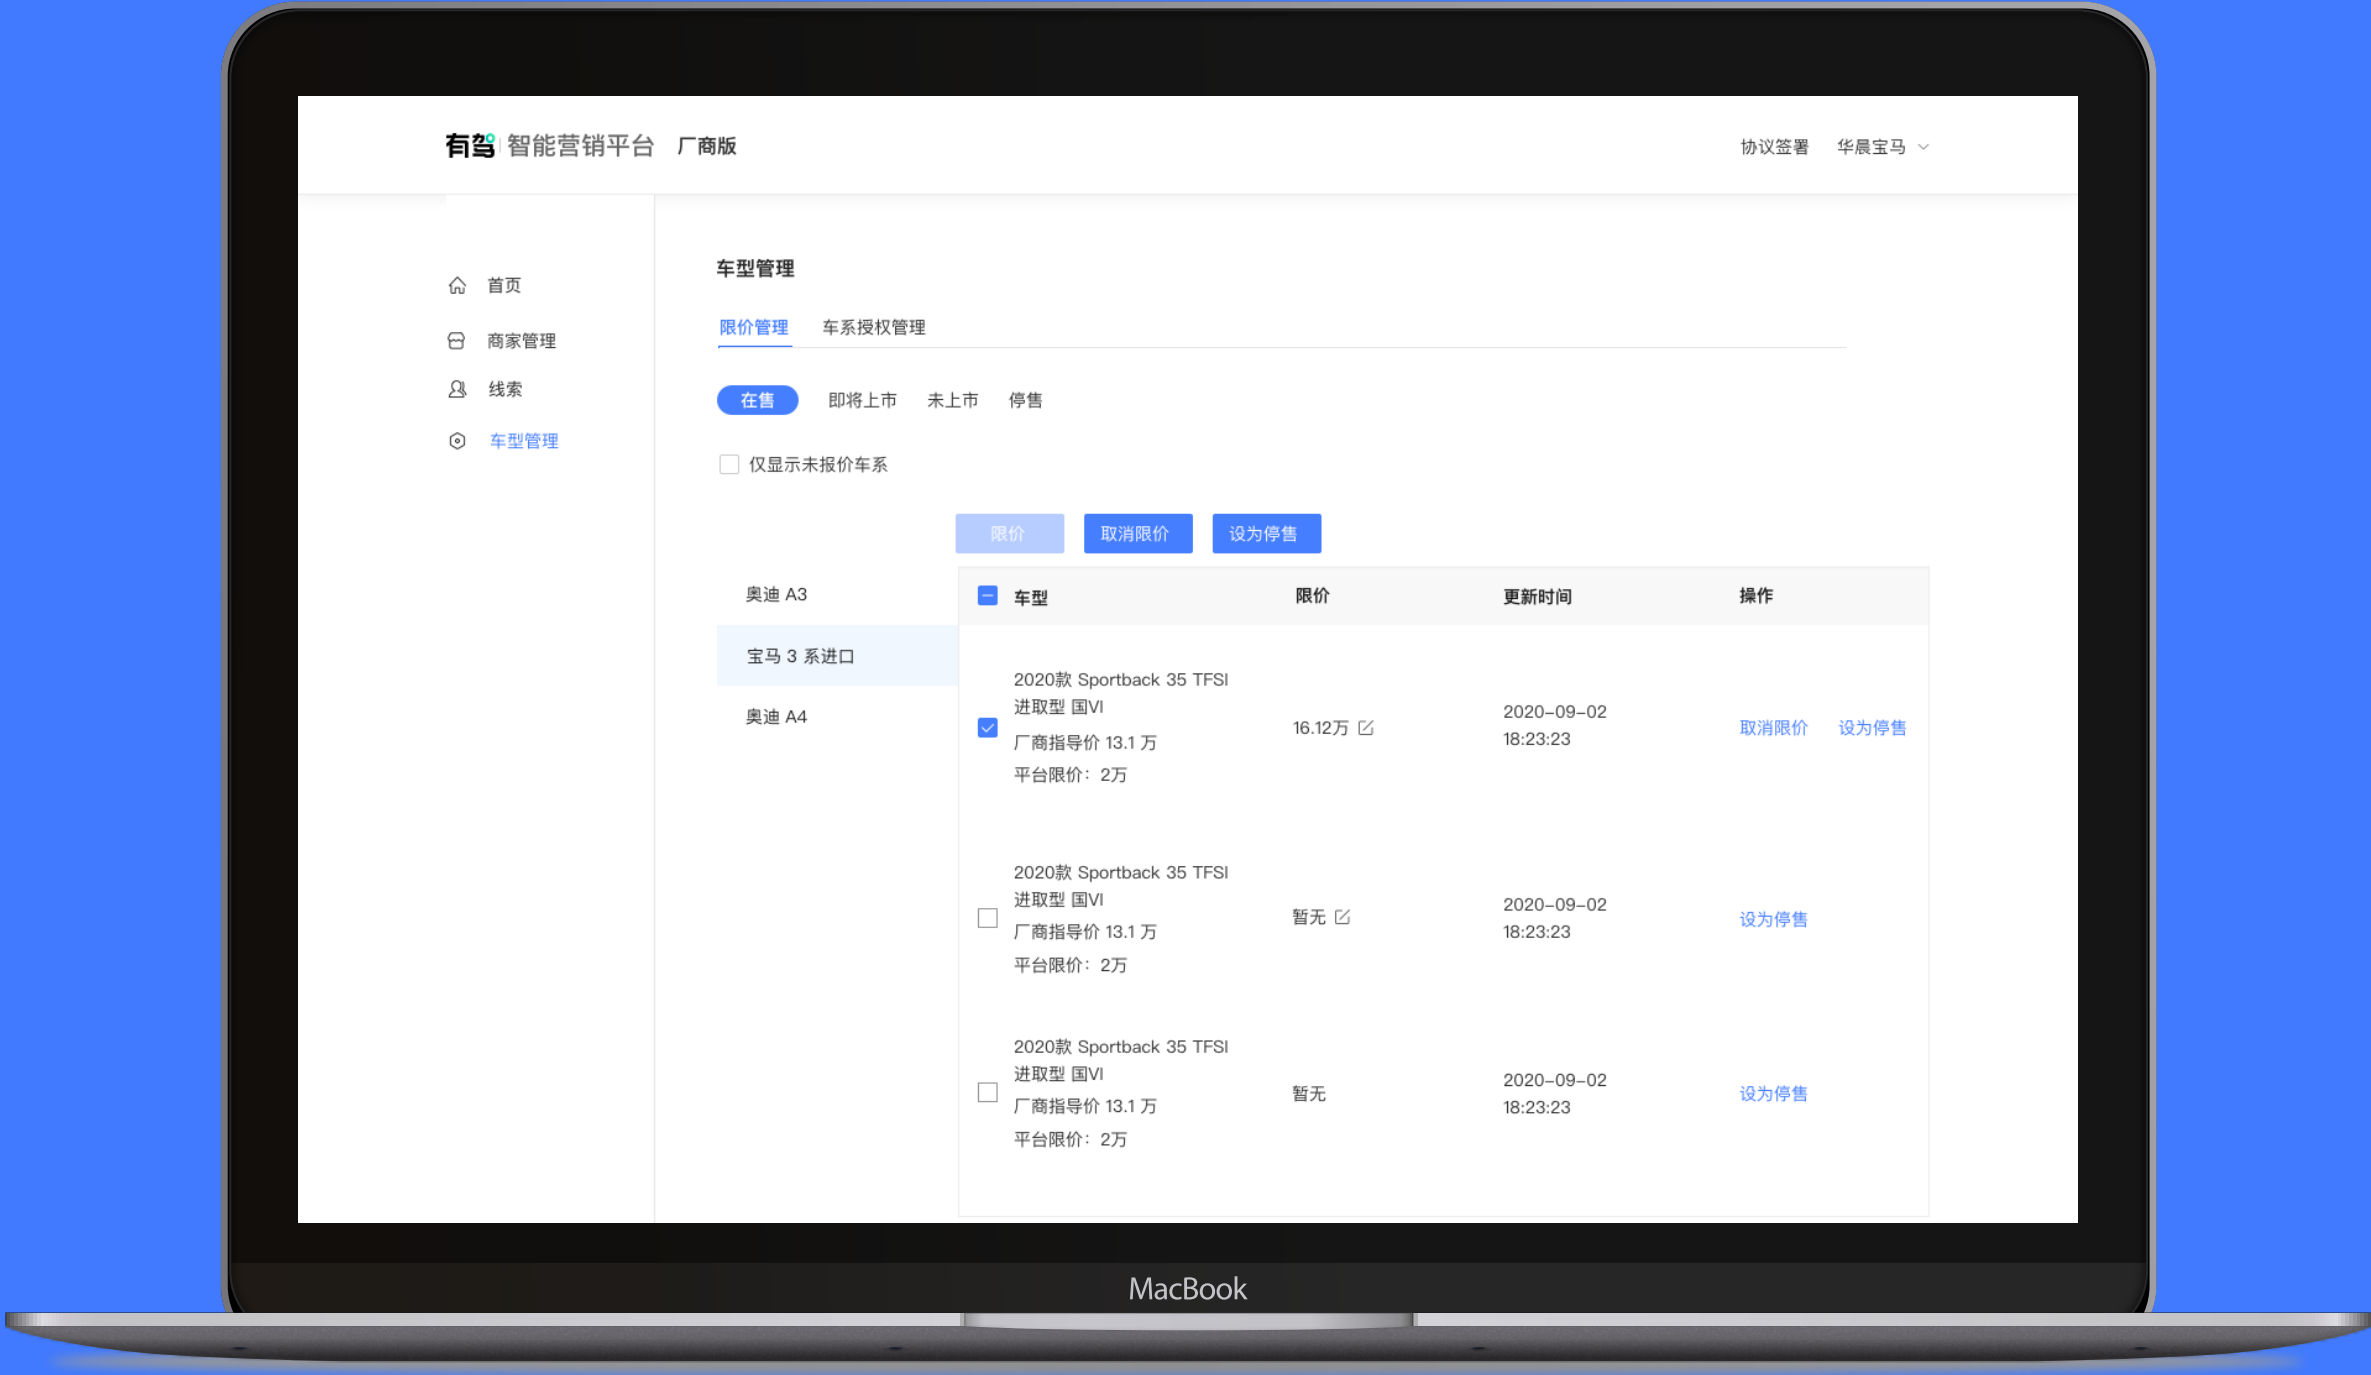 有驾 智能营销平台 厂商版
协议签署 华晨宝马
首页
商家管理
线索
车型管理
车型管理
限价管理 车系授权管理
在售 即将上市 未上市 停售
仅显示未报价车系
限价 取消限价 设为停售
奥迪 A3
宝马 3 系进口
奥迪 A4
车型 限价 更新时间 操作
2020款 Sportback 35 TFSI
进取型 国VI
厂商指导价 13.1 万
平台限价：2万
16.12万
2020-09-02
18:23:23
取消限价 设为停售
2020款 Sportback 35 TFSI
进取型 国VI
厂商指导价 13.1 万
平台限价：2万
暂无
2020-09-02
18:23:23
设为停售
2020款 Sportback 35 TFSI
进取型 国VI
厂商指导价 13.1 万
平台限价：2万
暂无
2020-09-02
18:23:23
设为停售
MacBook